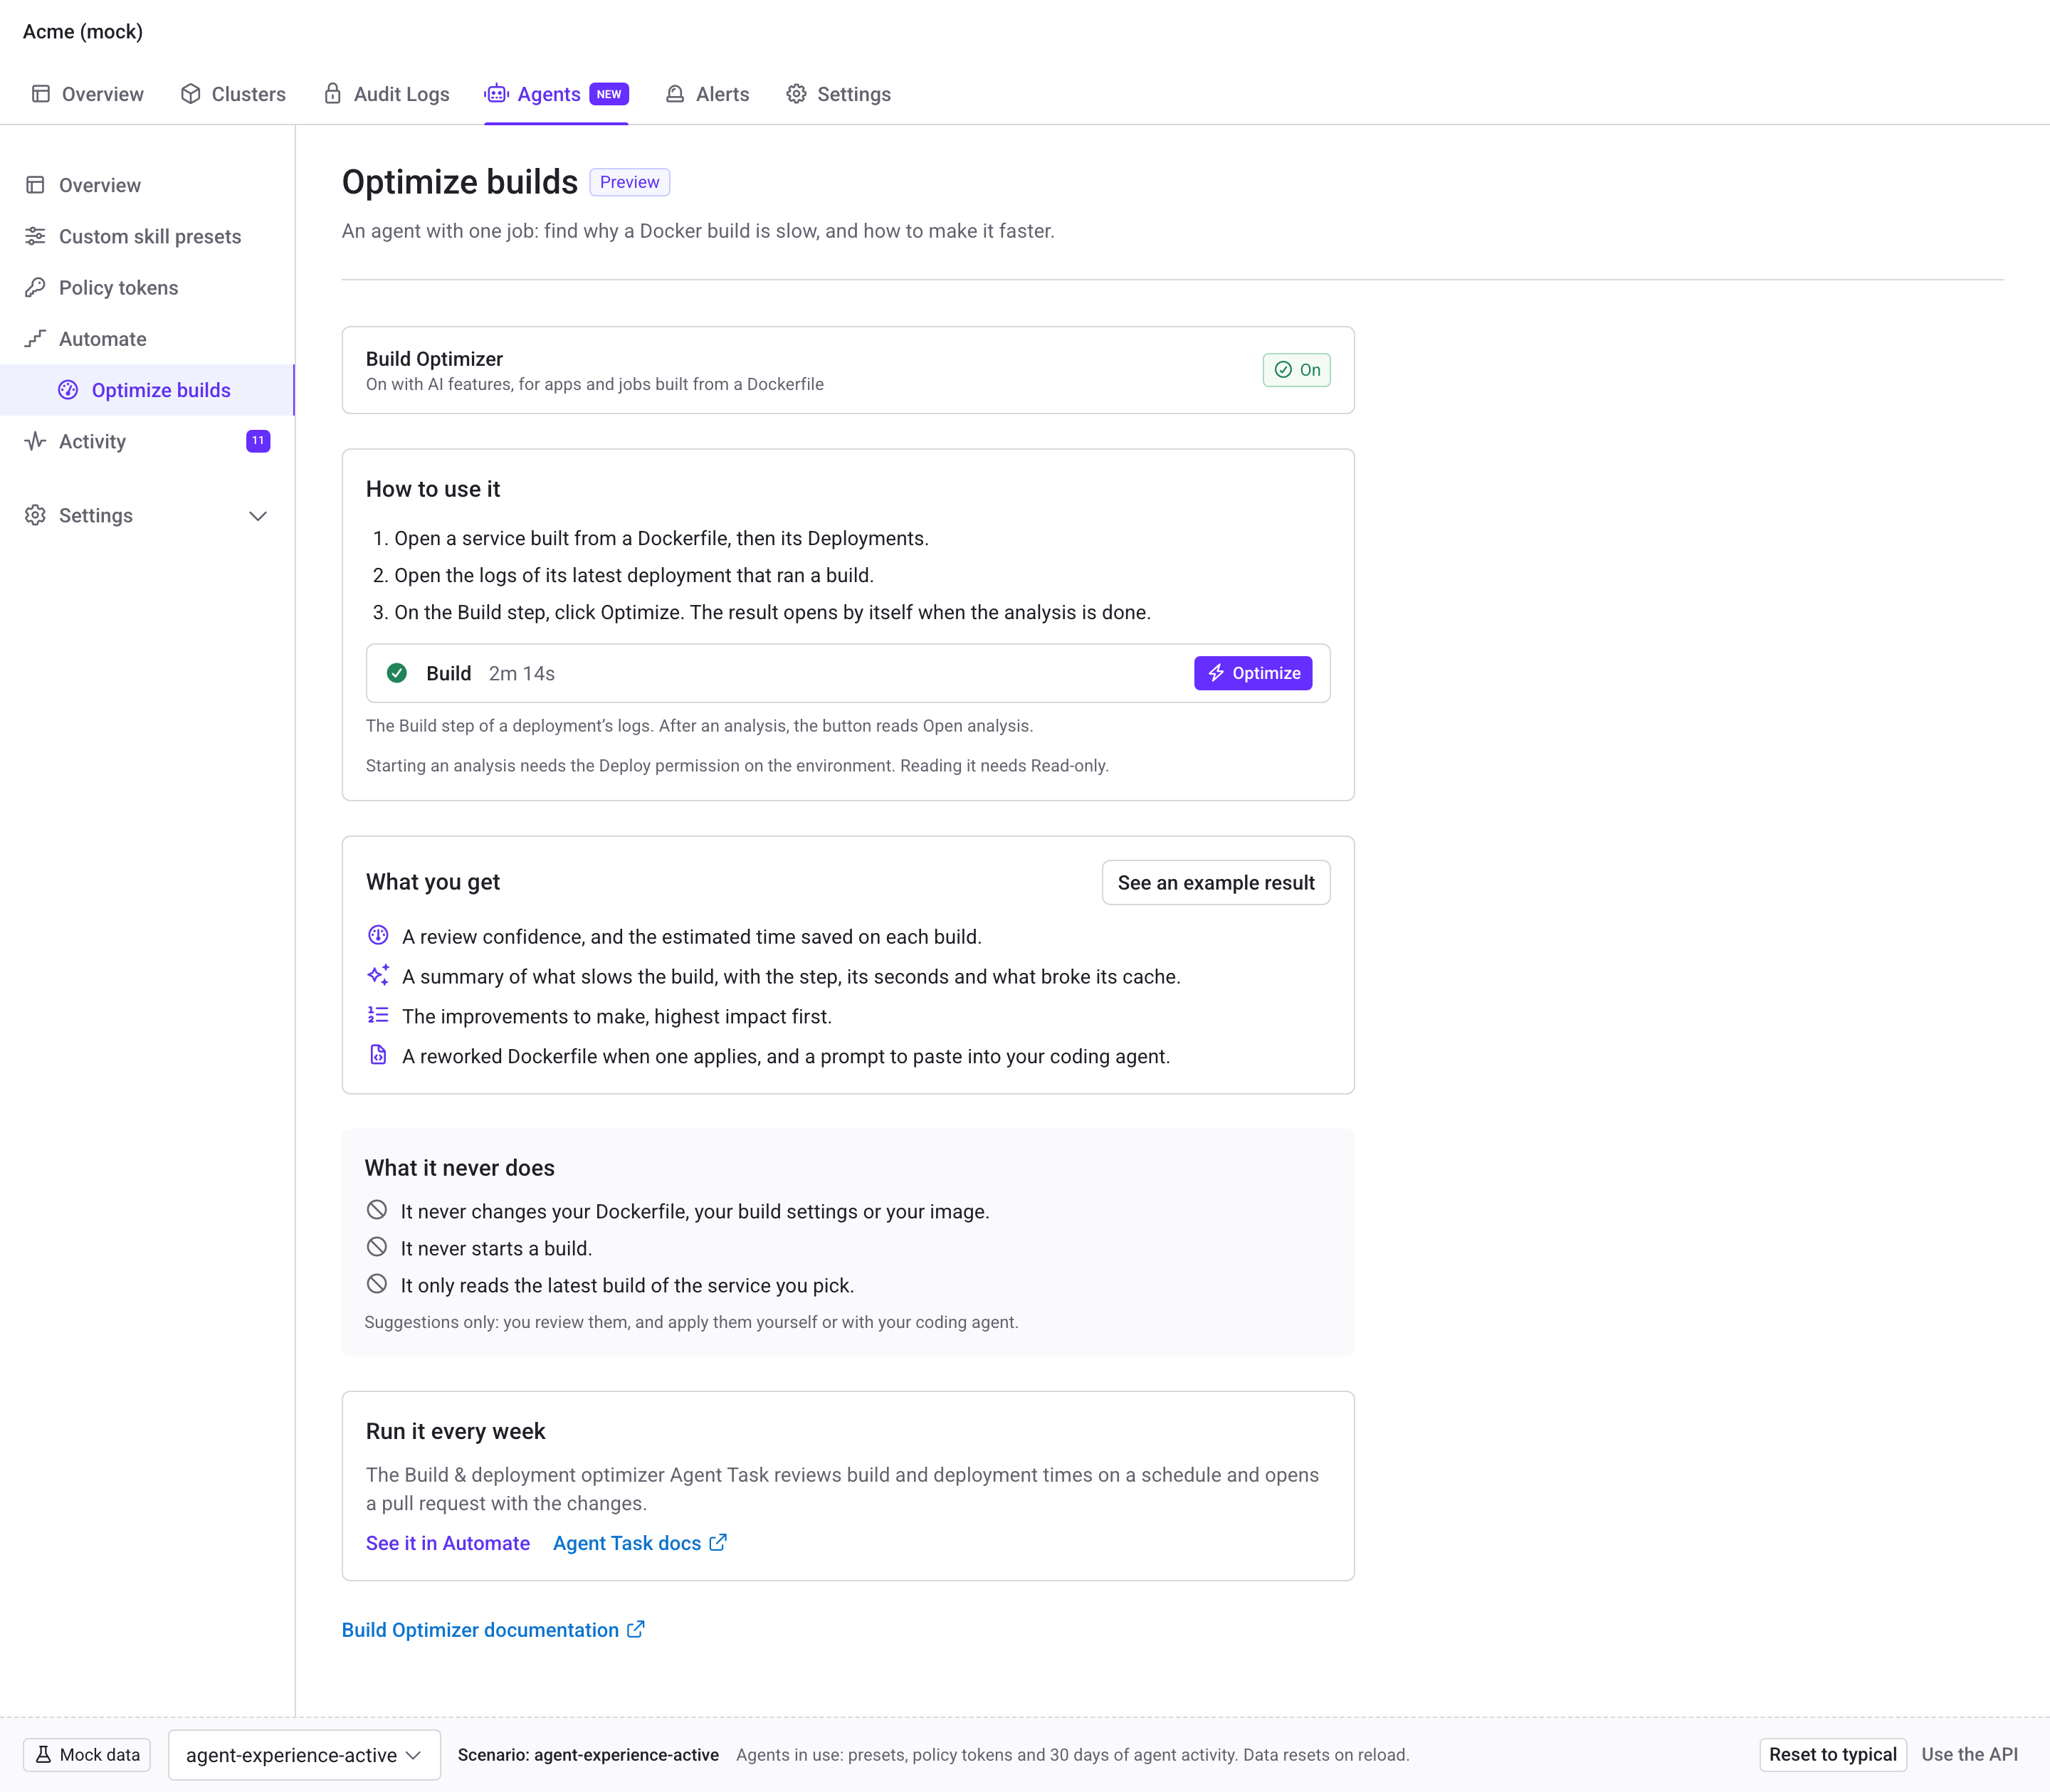 Acme (mock)
Overview
Clusters
Audit Logs
Agents
NEW
Alerts
Settings
Overview
Custom skill presets
Policy tokens
Automate
Optimize builds
Activity
11
Settings
Optimize builds
Preview
An agent with one job: find why a Docker build is slow, and how to make it faster.
Build Optimizer
On with AI features, for apps and jobs built from a Dockerfile
On
How to use it
1. Open a service built from a Dockerfile, then its Deployments.
2. Open the logs of its latest deployment that ran a build.
3. On the Build step, click Optimize. The result opens by itself when the analysis is done.
Build 2m 14s
Optimize
The Build step of a deployment’s logs. After an analysis, the button reads Open analysis.
Starting an analysis needs the Deploy permission on the environment. Reading it needs Read-only.
What you get
See an example result
A review confidence, and the estimated time saved on each build.
A summary of what slows the build, with the step, its seconds and what broke its cache.
The improvements to make, highest impact first.
A reworked Dockerfile when one applies, and a prompt to paste into your coding agent.
What it never does
It never changes your Dockerfile, your build settings or your image.
It never starts a build.
It only reads the latest build of the service you pick.
Suggestions only: you review them, and apply them yourself or with your coding agent.
Run it every week
The Build & deployment optimizer Agent Task reviews build and deployment times on a schedule and opens
a pull request with the changes.
See it in Automate
Agent Task docs
Build Optimizer documentation
Mock data
agent-experience-active
Scenario: agent-experience-active
Agents in use: presets, policy tokens and 30 days of agent activity. Data resets on reload.
Reset to typical
Use the API